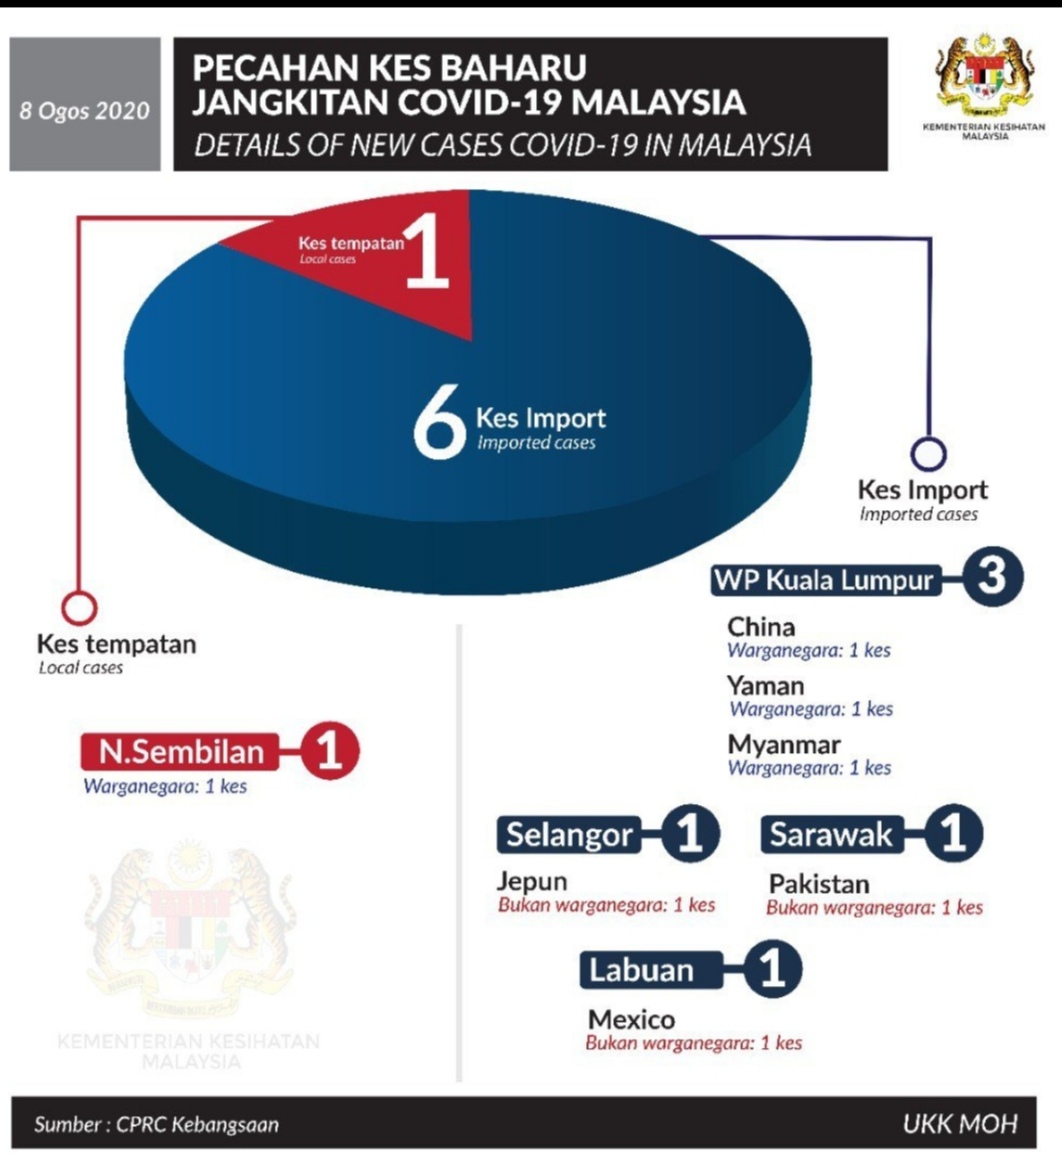 8 Ogos 2020
PECAHAN KES BAHARU
JANGKITAN COVID-19 MALAYSIA
DETAILS OF NEW CASES COVID-19 IN MALAYSIA
KEMENTERIAN KESIHATAN
MALAYSIA
Kes tempatan
Local cases
1
6
Kes Import
Imported cases
Kes Import
Imported cases
WP Kuala Lumpur 3
China
Warganegara: 1 kes
Yaman
Warganegara: 1 kes
Myanmar
Warganegara: 1 kes
Kes tempatan
Local cases
N.Sembilan 1
Warganegara: 1 kes
Selangor 1
Jepun
Bukan warganegara: 1 kes
Sarawak 1
Pakistan
Bukan warganegara: 1 kes
Labuan 1
Mexico
Bukan warganegara: 1 kes
KEMENTERIAN KESIHATAN
MALAYSIA
Sumber : CPRC Kebangsaan
UKK MOH